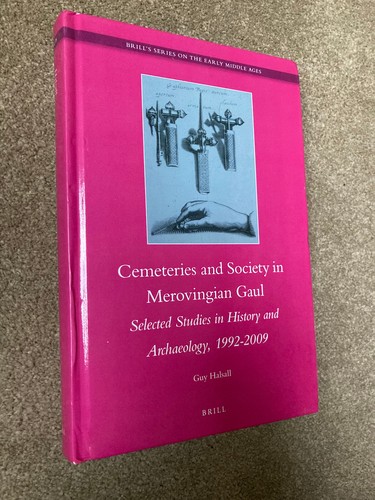 BRILL'S SERIES ON THE EARLY MIDDLE AGES
Cemeteries and Society in
Merovingian Gaul
Selected Studies in History and
Archaeology, 1992-2009
Guy Halsall
BRILL